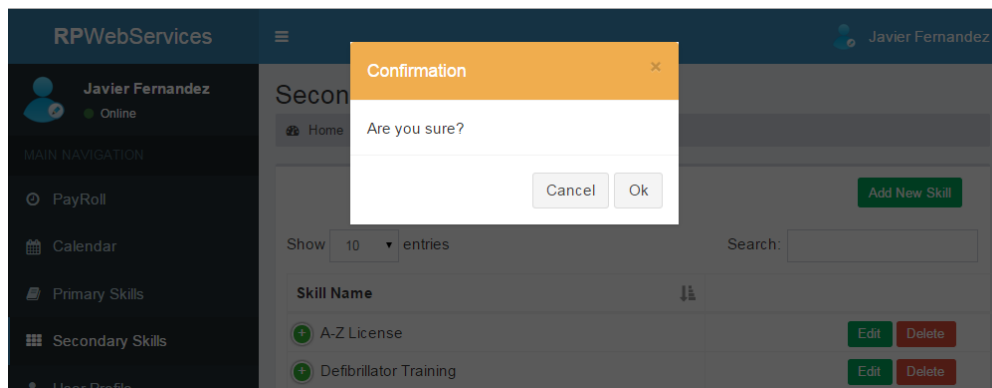 RPWebServices
Javier Fernandez
Confirmation
×
Javier Fernandez
Online
Secon
Home
Are you sure?
MAIN NAVIGATION
Cancel
Ok
PayRoll
Add New Skill
Calendar
Show 10 entries
Search:
Primary Skills
Skill Name
Secondary Skills
A-Z License
Edit
Delete
User Profile
Defibrillator Training
Edit
Delete